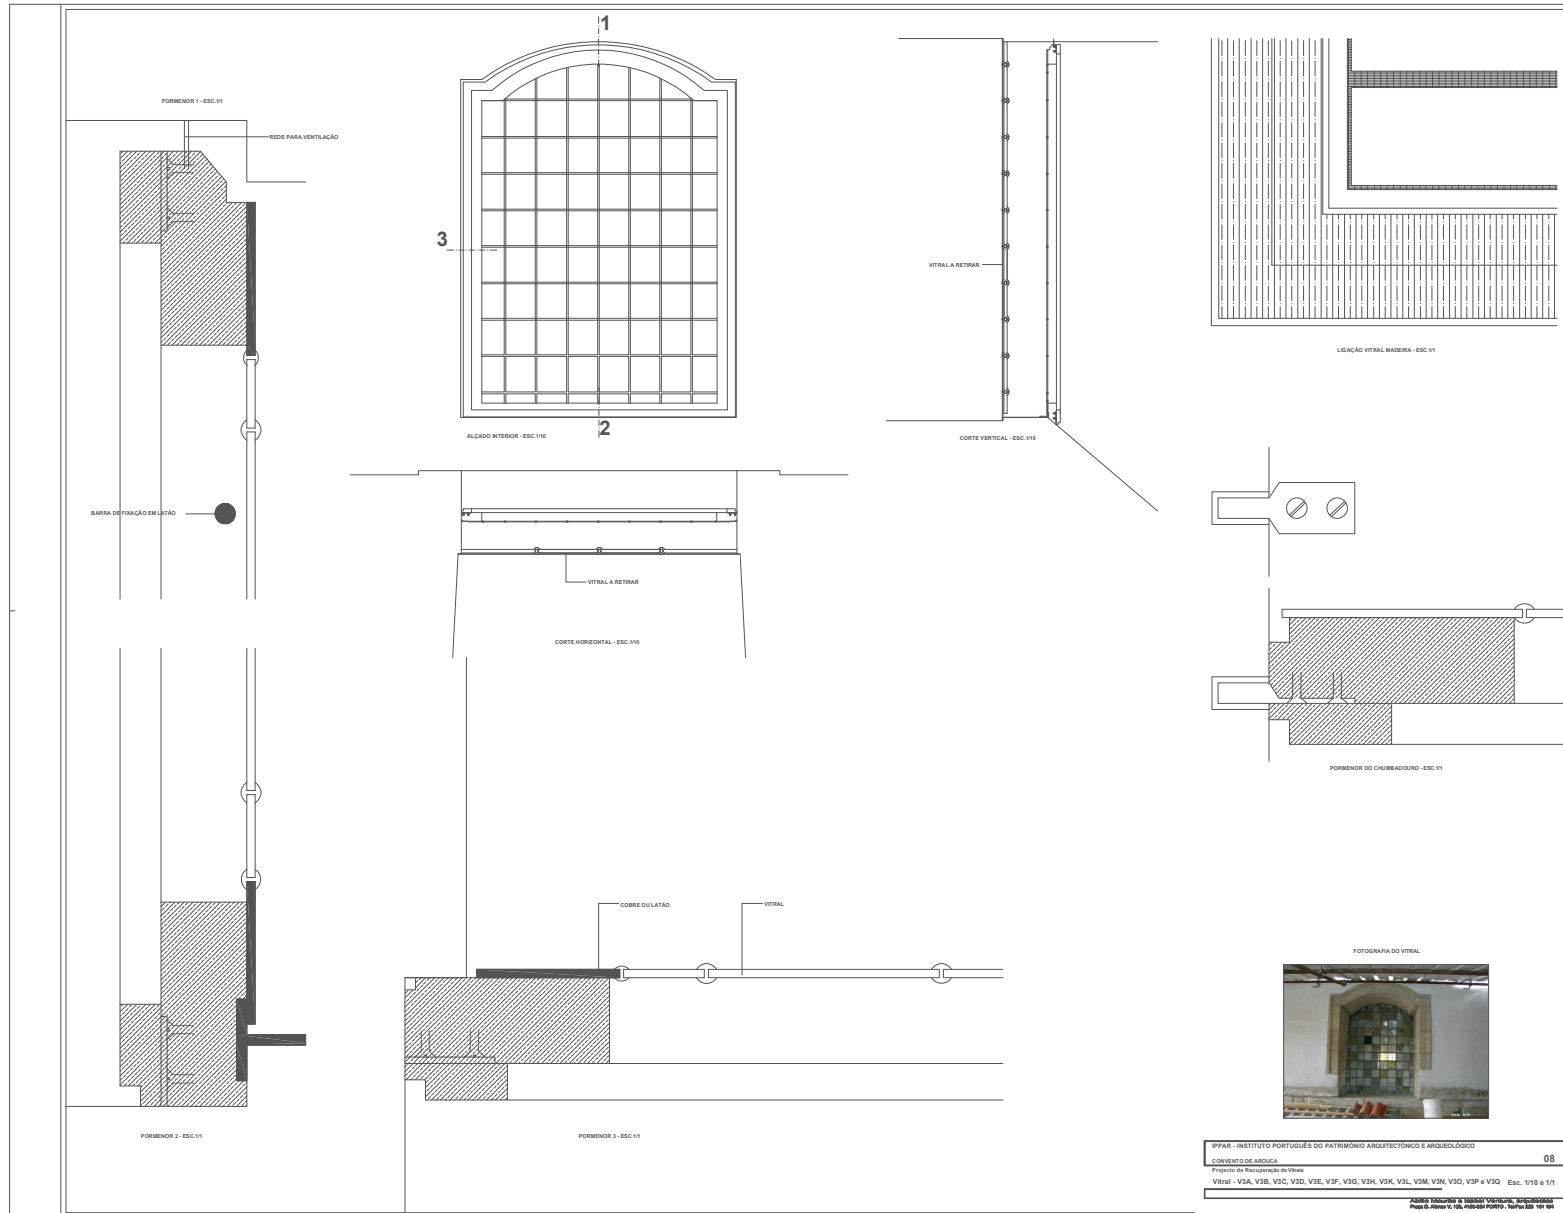 1
PORMENOR 1 - ESC.1/1
REDE PARA VENTILAÇÃO
3
2
ALÇADO INTERIOR - ESC.1/10
VITRAL A RETIRAR
CORTE VERTICAL - ESC.1/10
LIGAÇÃO VITRAL MADEIRA - ESC.1/1
BARRA DE FIXAÇÃO EM LATÃO
VITRAL A RETIRAR
CORTE HORIZONTAL - ESC.1/10
PORMENOR DO CHUMBADOURO - ESC.1/1
COBRE OU LATÃO
VITRAL
FOTOGRAFIA DO VITRAL
PORMENOR 2 - ESC.1/1
PORMENOR 3 - ESC.1/1
IPPAR - INSTITUTO PORTUGUÊS DO PATRIMÓNIO ARQUITECTÓNICO E ARQUEOLÓGICO
CONVENTO DE AROUCA
08
Projecto de Recuperação de Vitrais
Vitral - V3A, V3B, V3C, V3D, V3E, V3F, V3G, V3H, V3K, V3L, V3M, V3N, V3O, V3P e V3Q Esc. 1/10 e 1/1
Isabel Ventura, arquitectos